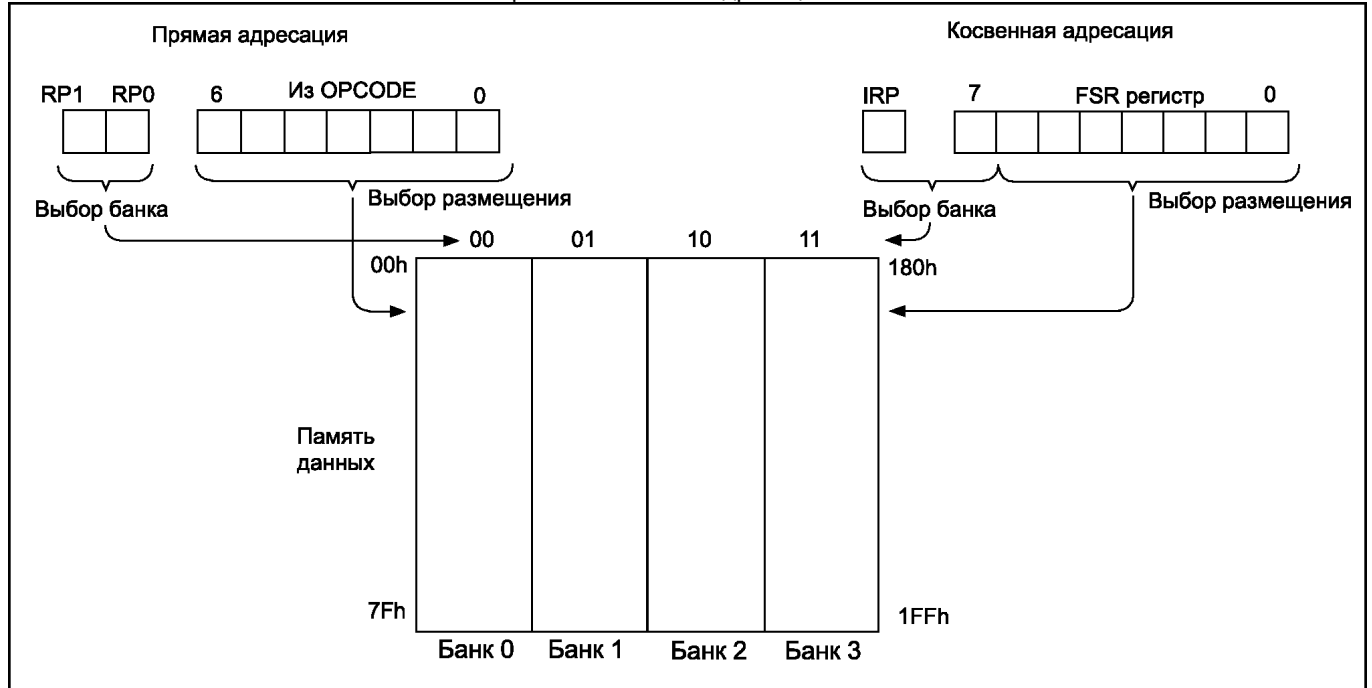 Прямая адресация
Косвенная адресация
RP1 RP0 6 Из OPCODE 0
IRP 7 FSR регистр 0
Выбор банка
Выбор размещения
Выбор банка
Выбор размещения
00 01 10 11
00h
180h
Память
данных
7Fh
1FFh
Банк 0 Банк 1 Банк 2 Банк 3